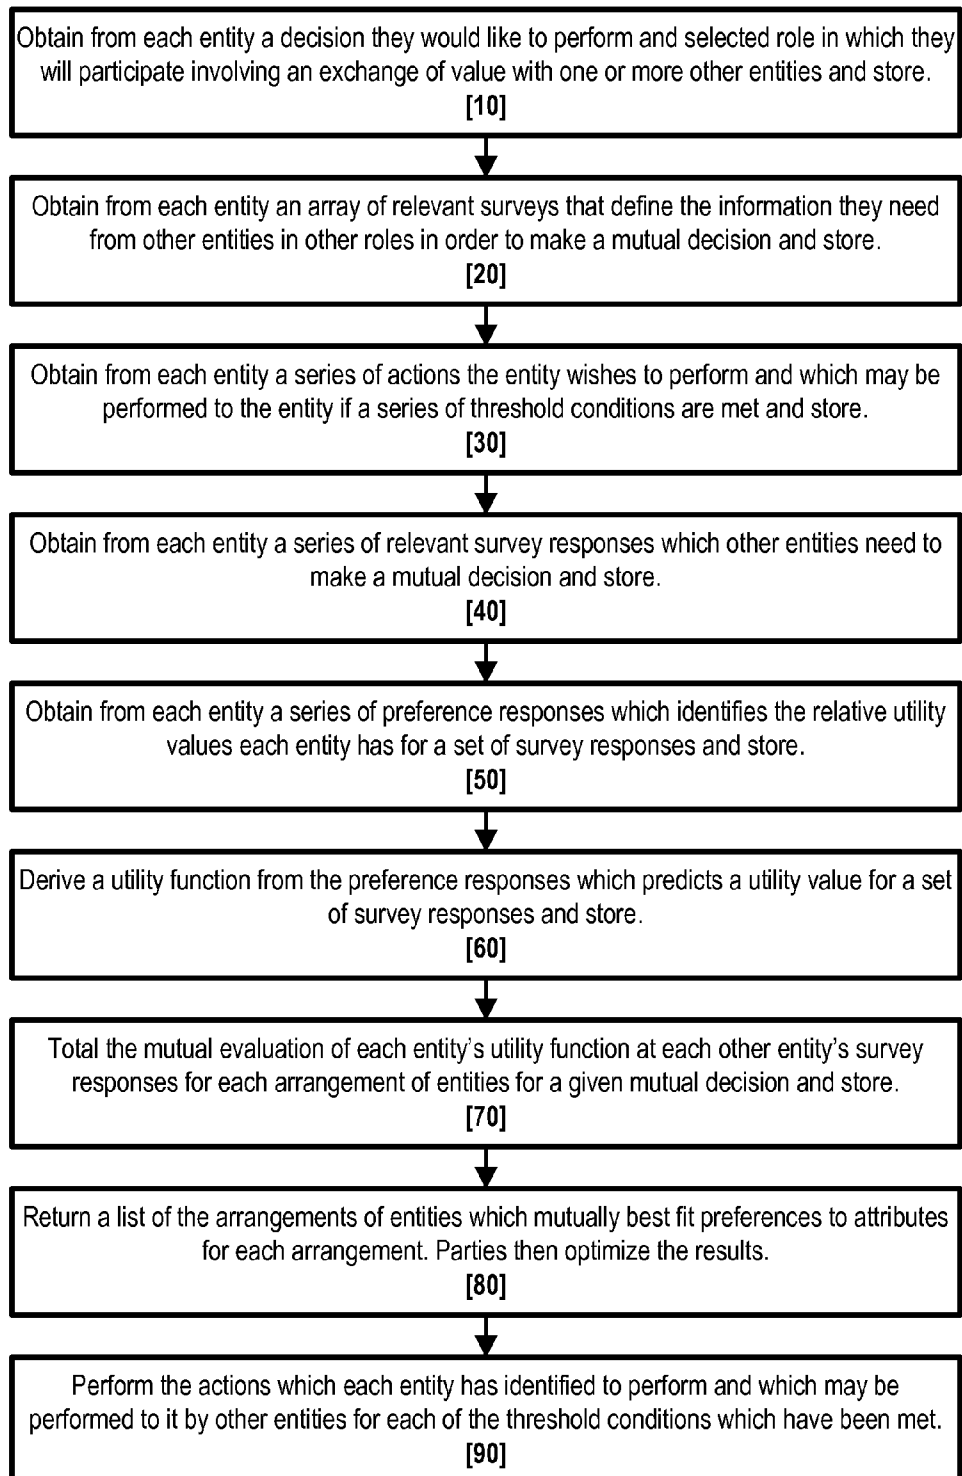 Obtain from each entity a decision they would like to perform and selected role in which they
will participate involving an exchange of value with one or more other entities and store.
[10]
Obtain from each entity an array of relevant surveys that define the information they need
from other entities in other roles in order to make a mutual decision and store.
[20]
Obtain from each entity a series of actions the entity wishes to perform and which may be
performed to the entity if a series of threshold conditions are met and store.
[30]
Obtain from each entity a series of relevant survey responses which other entities need to
make a mutual decision and store.
[40]
Obtain from each entity a series of preference responses which identifies the relative utility
values each entity has for a set of survey responses and store.
[50]
Derive a utility function from the preference responses which predicts a utility value for a set
of survey responses and store.
[60]
Total the mutual evaluation of each entity's utility function at each other entity's survey
responses for each arrangement of entities for a given mutual decision and store.
[70]
Return a list of the arrangements of entities which mutually best fit preferences to attributes
for each arrangement. Parties then optimize the results.
[80]
Perform the actions which each entity has identified to perform and which may be
performed to it by other entities for each of the threshold conditions which have been met.
[90]